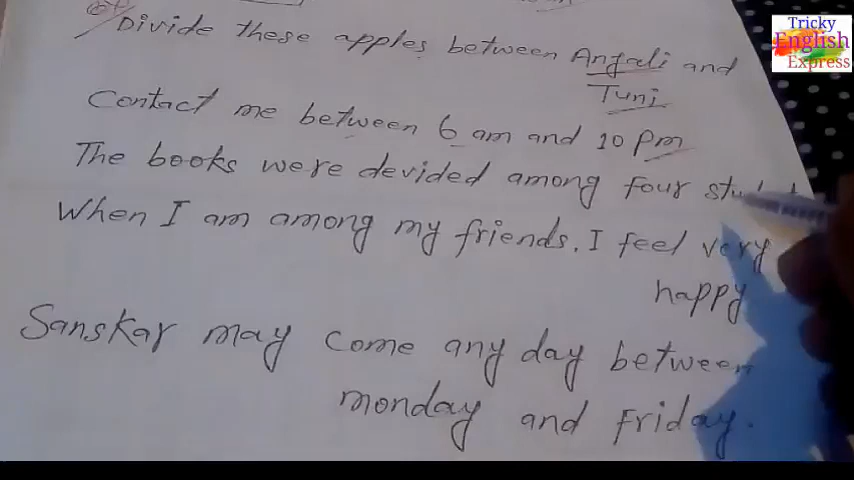 Divide these apples between Anjali and
Tuni
Contact me between 6 am and 10 pm
The books were devided among four
When I am among my friends. I feel very
happy
Sanskar may come any day between
monday and Friday.
Tricky
English
Express